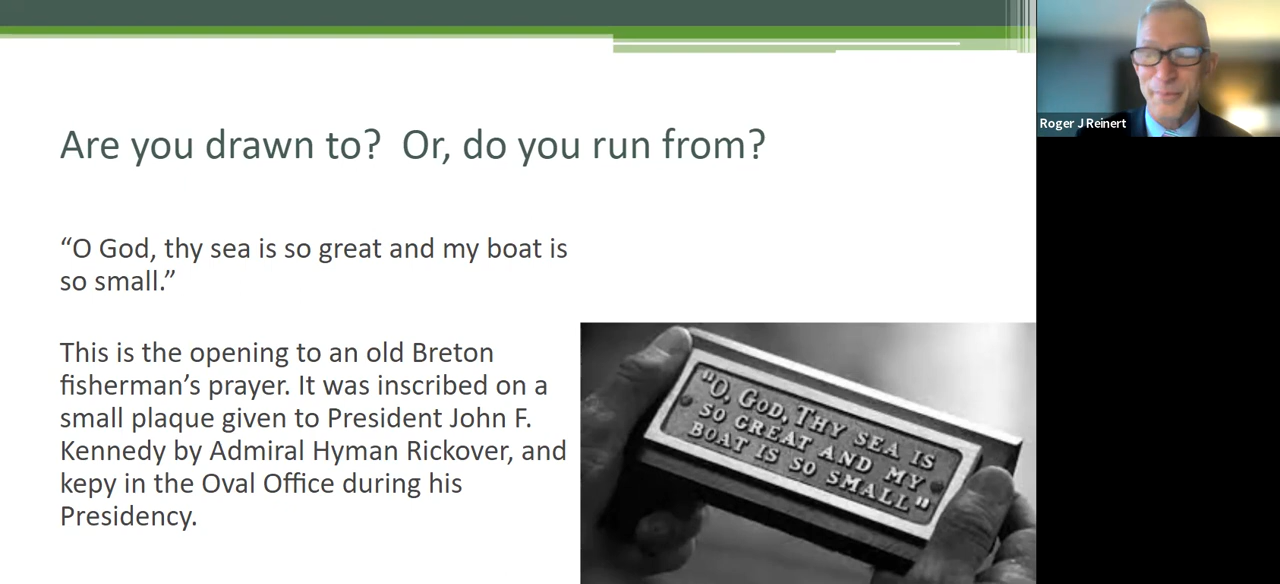 Are you drawn to?  Or, do you run from?
“O God, thy sea is so great and my boat is
so small.”
This is the opening to an old Breton
fisherman’s prayer. It was inscribed on a
small plaque given to President John F.
Kennedy by Admiral Hyman Rickover, and
kepy in the Oval Office during his
Presidency.
"O, GOD, THY SEA IS
SO GREAT AND MY
BOAT IS SO SMALL"
Roger J Reinert